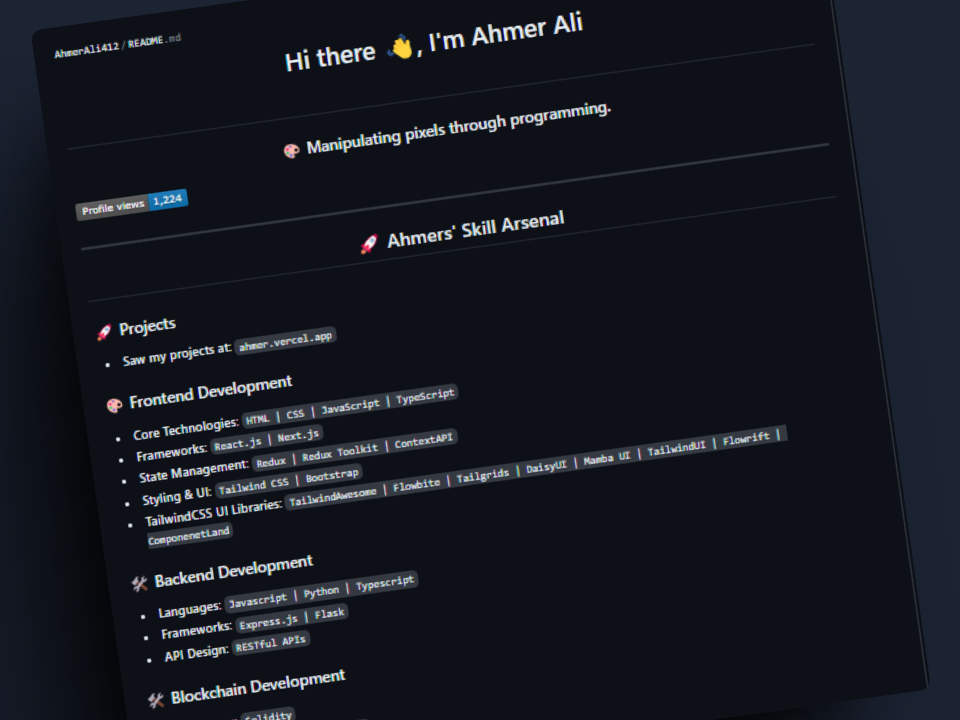 AhmerAli412/README.md
Hi there 👋, I'm Ahmer Ali
🎨 Manipulating pixels through programming.
Profile views 1,224
🚀 Ahmers' Skill Arsenal
🚀 Projects
• Saw my projects at: ahmer.vercel.app
🎨 Frontend Development
• Core Technologies: HTML | CSS | JavaScript | TypeScript
• Frameworks: React.js | Next.js
• State Management: Redux | Redux Toolkit | ContextAPI
• Styling & UI: Tailwind CSS | Bootstrap
• TailwindCSS UI Libraries: TailwindAwesome | Flowbite | Tailgrids | DaisyUI | Mamba UI | TailwindUI | Flowrift |
ComponenetLand
🛠 Backend Development
• Languages: Javascript | Python | Typescript
• Frameworks: Express.js | Flask
• API Design: RESTful APIs
🛠 Blockchain Development
Solidity